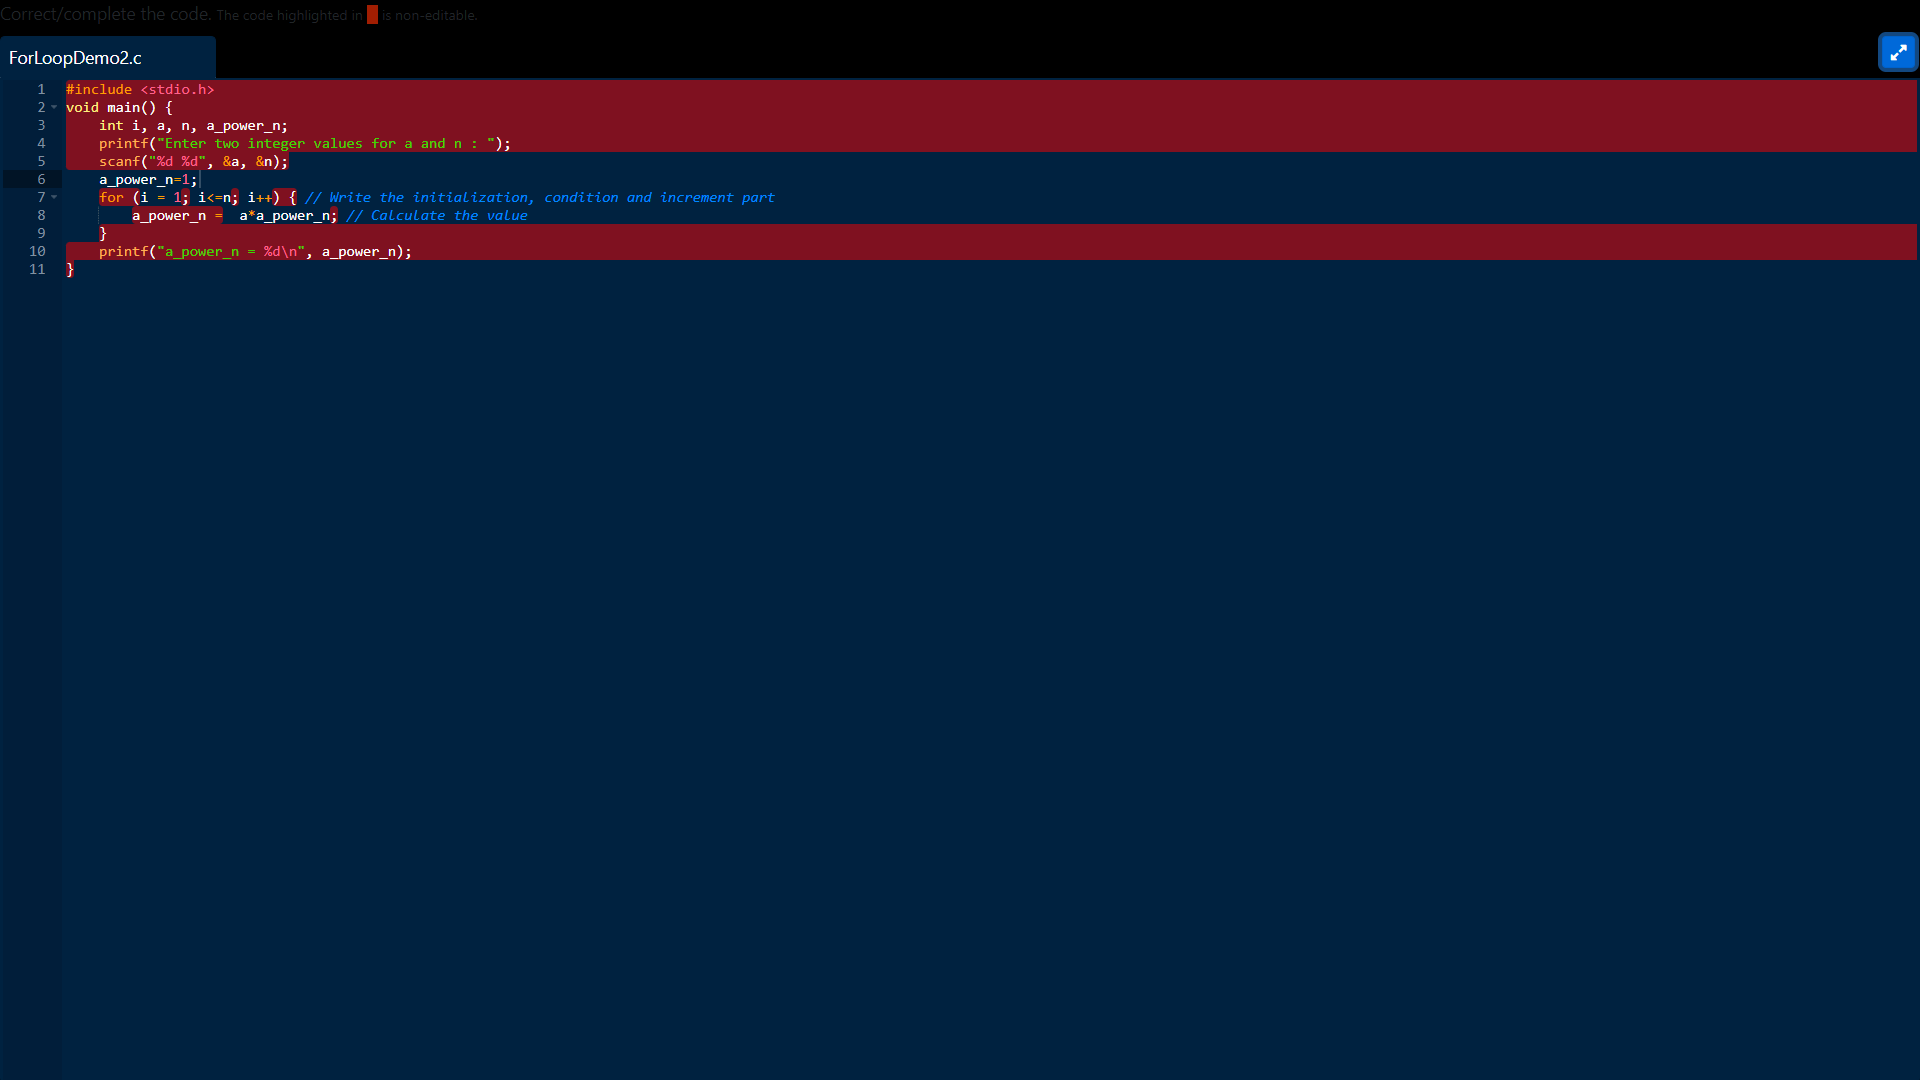 Correct/complete the code. The code highlighted in is non-editable.
ForLoopDemo2.c
1 #include <stdio.h>
2 void main() {
3 int i, a, n, a_power_n;
4 printf("Enter two integer values for a and n : ");
5 scanf("%d %d", &a, &n);
6 a_power_n=1;
7 for (i = 1; i<=n; i++) { // Write the initialization, condition and increment part
8 a_power_n =  a*a_power_n; // Calculate the value
9 }
10 printf("a_power_n = %d\n", a_power_n);
11 }